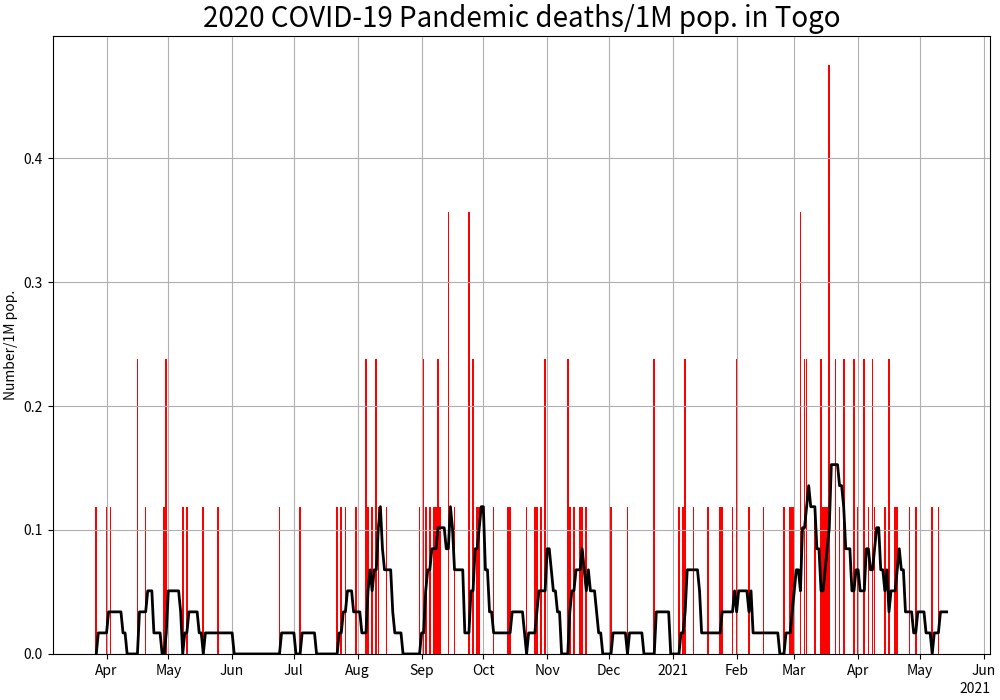 2020 COVID-19 Pandemic deaths/1M pop. in Togo
Number/1M pop.
0.4
0.3
0.2
0.1
0.0
Apr May Jun Jul Aug Sep Oct Nov Dec 2021 Feb Mar Apr May Jun
2021